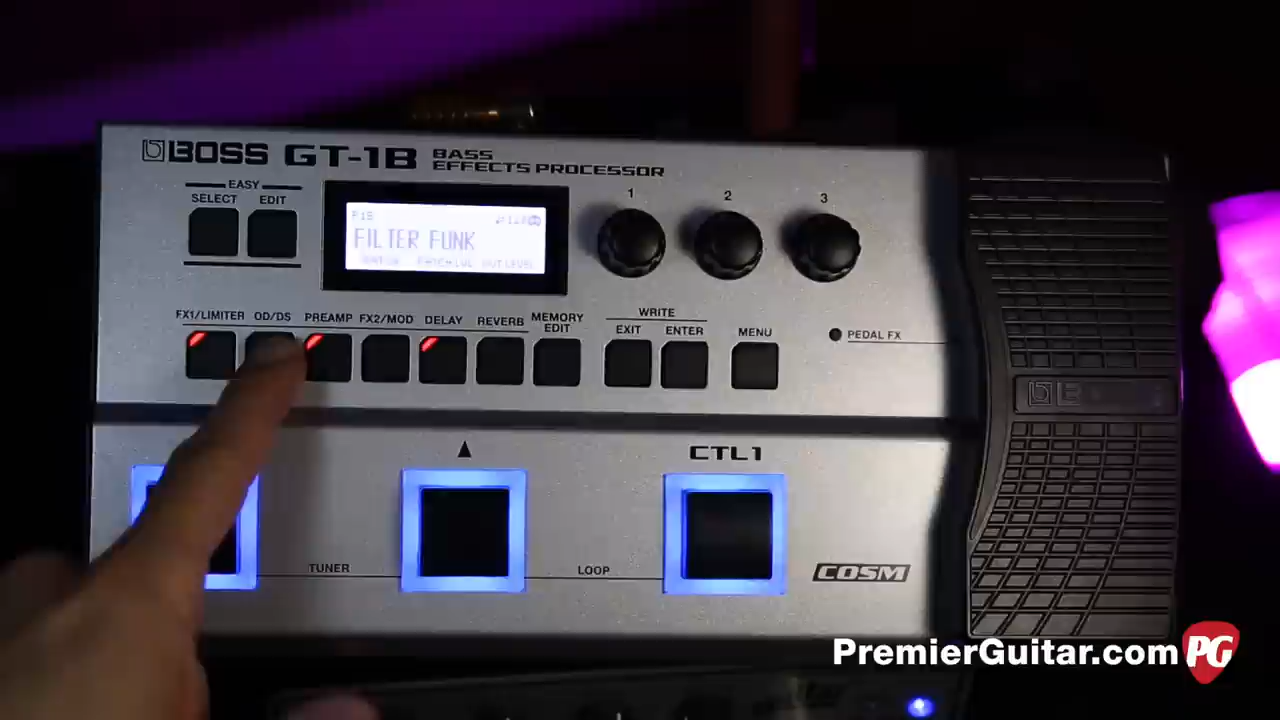 BOSS GT-1B BASS
EFFECTS PROCESSOR
EASY
SELECT EDIT
1 2 3
FILTER FUNK
OUTLEVEL
FX1/LIMITER OD/DS PREAMP FX2/MOD DELAY REVERB MEMORY
EDIT
WRITE
EXIT ENTER MENU
PEDAL FX
CTL1
TUNER LOOP
COSM
PremierGuitar.com PG